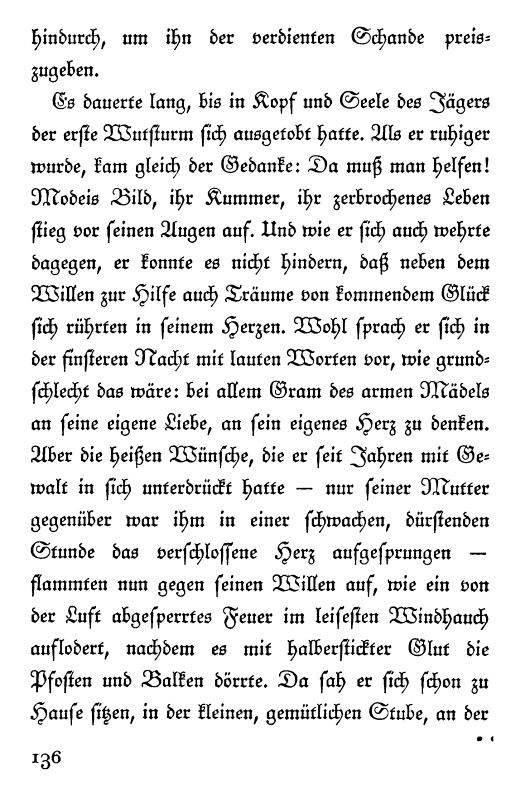 hindurch, um ihn der verdienten Schande preis-
zugeben.
Es dauerte lang, bis in Kopf und Seele des Jägers
der erste Wutsturm sich ausgetobt hatte. Als er ruhiger
wurde, kam gleich der Gedanke: Da muß man helfen!
Modeis Bild, ihr Kummer, ihr zerbrochenes Leben
stieg vor seinen Augen auf. Und wie er sich auch wehrte
dagegen, er konnte es nicht hindern, daß neben dem
Willen zur Hilfe auch Träume von kommendem Glück
sich rührten in seinem Herzen. Wohl sprach er sich in
der finsteren Nacht mit lauten Worten vor, wie grund-
schlecht das wäre: bei allem Gram des armen Mädels
an seine eigene Liebe, an sein eigenes Herz zu denken.
Aber die heißen Wünsche, die er seit Jahren mit Ge-
walt in sich unterdrückt hatte — nur seiner Mutter
gegenüber war ihm in einer schwachen, dürstenden
Stunde das verschlossene Herz aufgesprungen —
flammten nun gegen seinen Willen auf, wie ein von
der Luft abgesperrtes Feuer im leisesten Windhauch
auflodert, nachdem es mit halberstickter Glut die
Pfosten und Balken dörrte. Da sah er sich schon zu
Hause sitzen, in der kleinen, gemütlichen Stube, an der
136